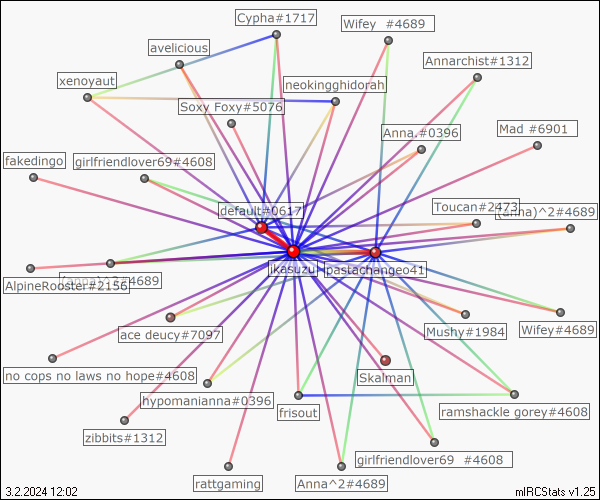 Cypha#1717
Wifey #4689
avelicious
Annarchist#1312
xenoyaut
neokingghidorah
Soxy Foxy#5076
Mad #6901
Anna.#0396
fakedingo
girlfriendlover69#4608
default#0617
Toucan#2473
(anna)^2#4689
jkasuzu
pastachangeo41
#4689
AlpineRooster#2156
ace deucy#7097
Mushy#1984
Wifey#4689
no cops no laws no hope#4608
Skalman
hypomanianna#0396
frisout
ramshackle gorey#4608
zibbits#1312
girlfriendlover69 #4608
rattgaming
Anna^2#4689
3.2.2024 12:02
mIRCStats v1.25